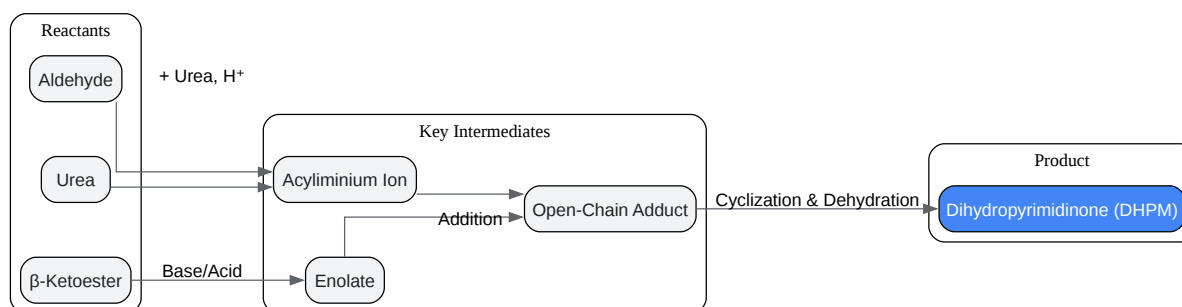 Reactants
Aldehyde
+ Urea, H⁺
Key Intermediates
Product
Urea
Acyliminium Ion
Open-Chain Adduct
Cyclization & Dehydration
Dihydropyrimidinone (DHPM)
Addition
β-Ketoester
Base/Acid
Enolate